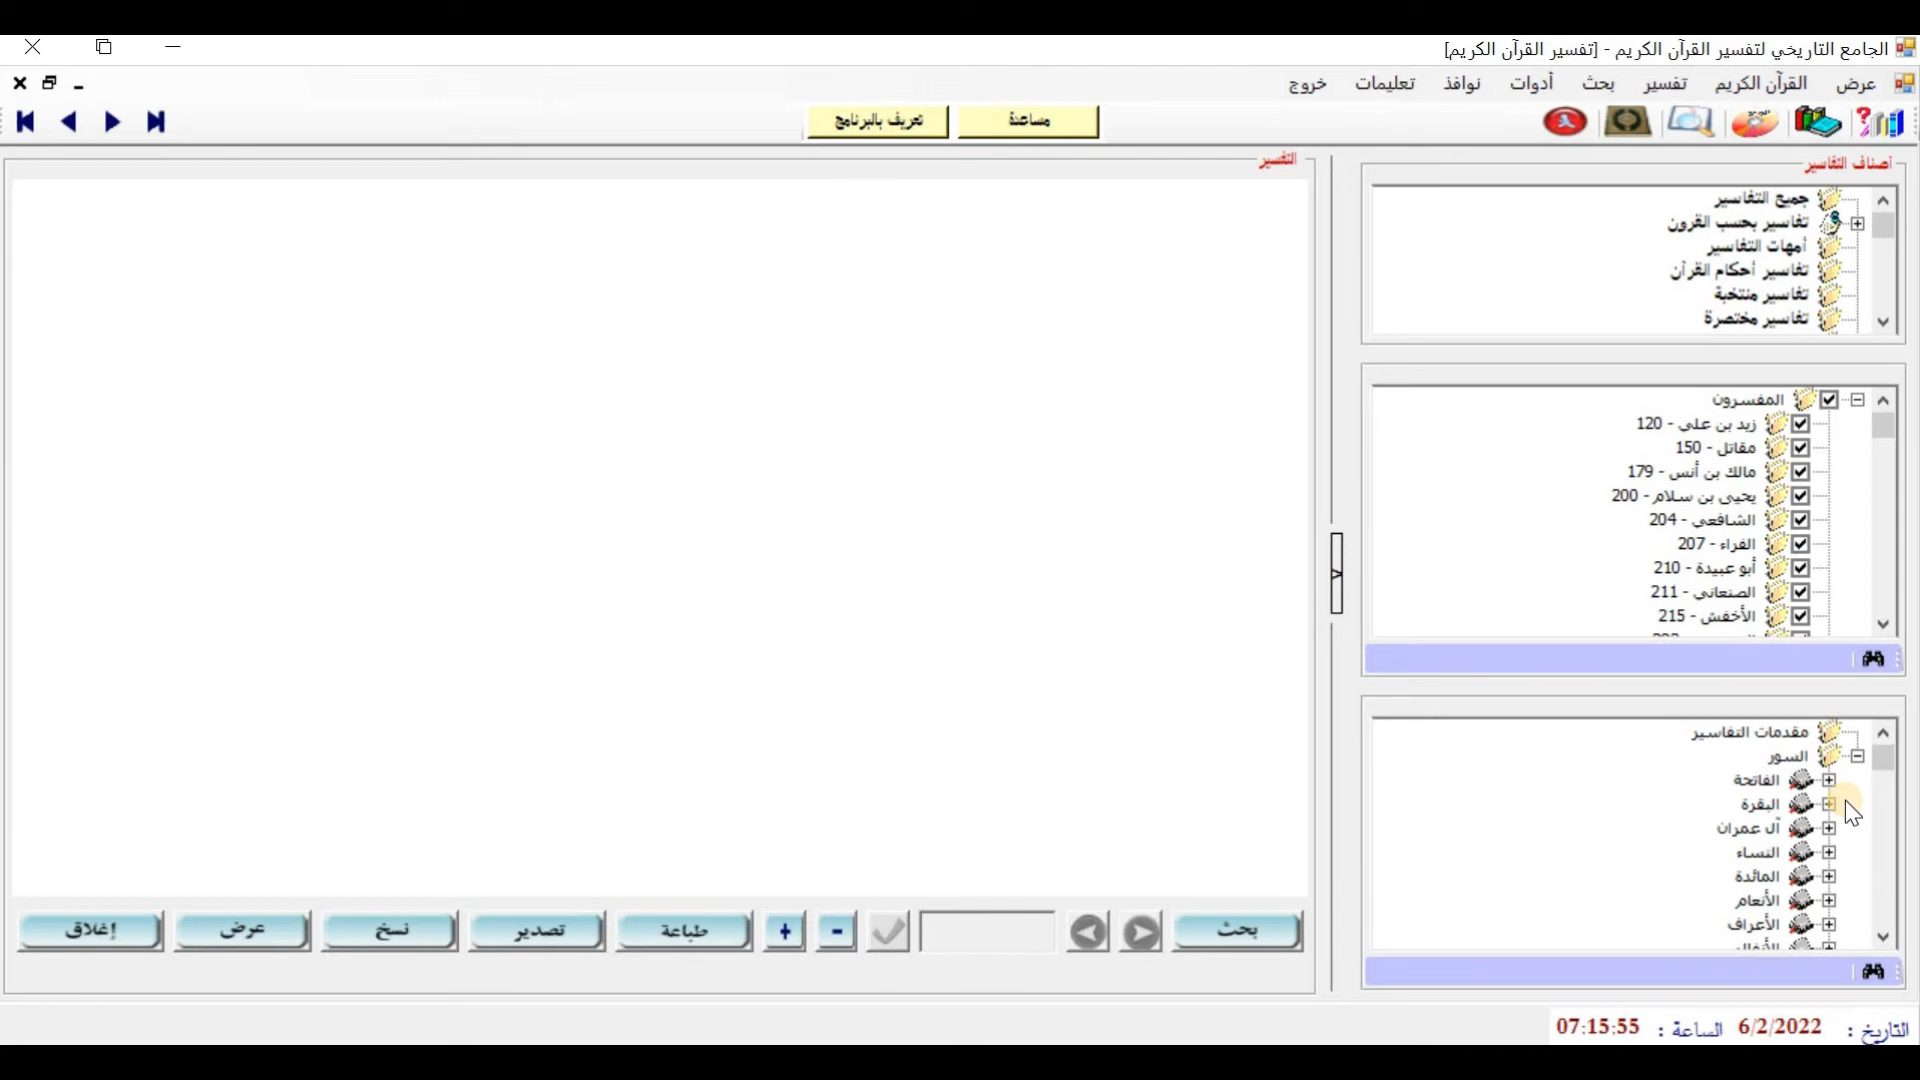 الجامع التاريخي لتفسير القرآن الكريم - [تفسير القرآن الكريم]
عرض القرآن الكريم تفسير بحث أدوات نوافذ تعليمات خروج
مساعدة
تعريف بالبرنامج
أصناف التفاسير
جميع التفاسير
تفاسير بحسب القرون
أمهات التفاسير
تفاسير أحكام القرآن
تفاسير منتخبة
تفاسير مختصرة
المفسرون
زيد بن علي - 120
مقاتل - 150
مالك بن أنس - 179
يحيى بن سلام - 200
الشافعي - 204
الفراء - 207
أبو عبيدة - 210
الصنعاني - 211
الأخفش - 215
مقدمات التفاسير
السور
الفاتحة
البقرة
آل عمران
النساء
المائدة
الأنعام
الأعراف
الأنفال
التفسير
بحث
طباعة
تصدير
نسخ
عرض
إغلاق
التاريخ : 6/2/2022 الساعة : 07:15:55